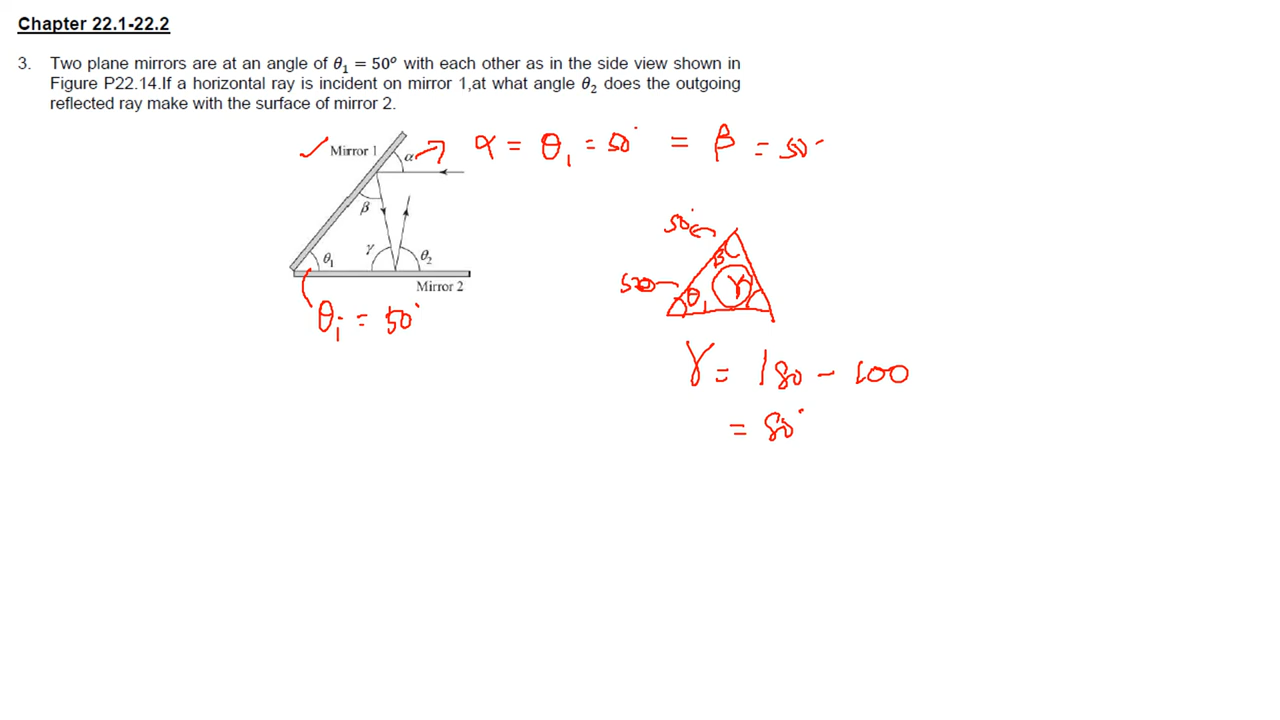 Chapter 22.1-22.2
3. Two plane mirrors are at an angle of θ₁ = 50° with each other as in the side view shown in
Figure P22.14.If a horizontal ray is incident on mirror 1,at what angle θ₂ does the outgoing
reflected ray make with the surface of mirror 2.
Mirror 1
α
α = θ₁ = 50° = β = 50°
β
γ
θ₁
θ₂
Mirror 2
θ₁ = 50°
50°
β
50
θ₁
γ
γ = 180 - 100
= 80°